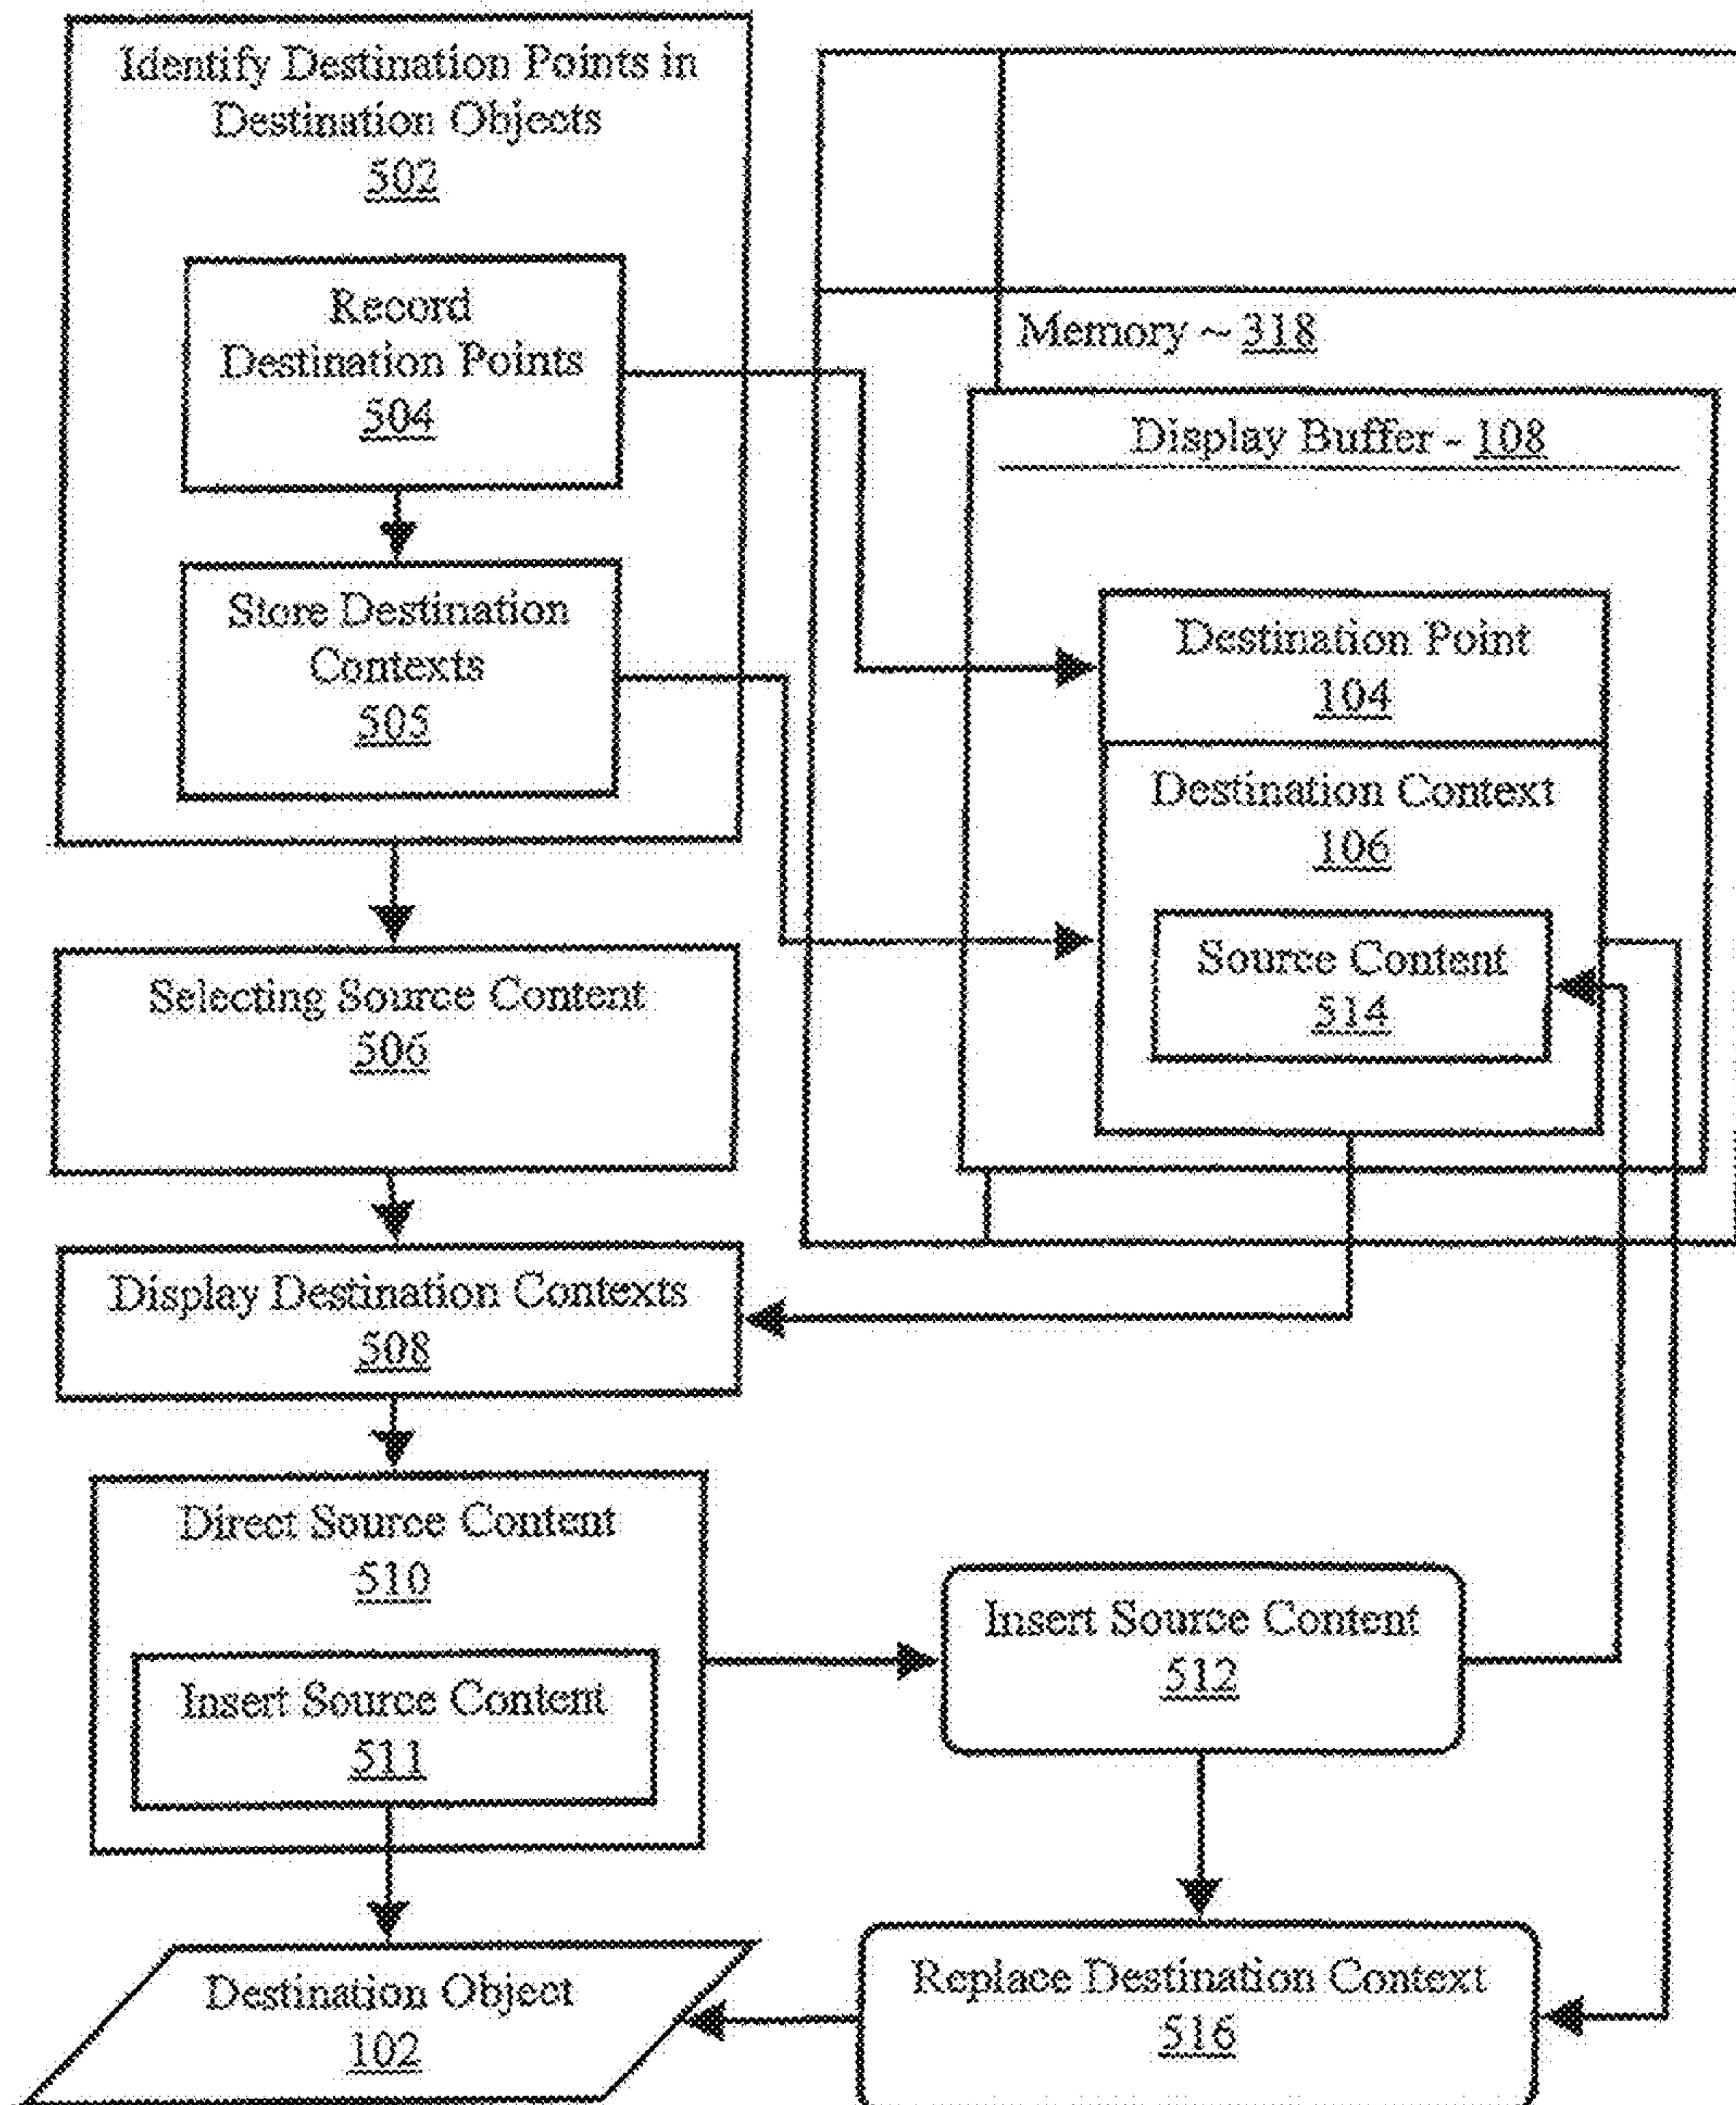 Identify Destination Points in
Destination Objects
502
Record
Destination Points
504
Store Destination
Contexts
505
Selecting Source Content
506
Display Destination Contexts
508
Direct Source Content
510
Insert Source Content
511
Destination Object
102
Memory ~ 318
Display Buffer - 108
Destination Point
104
Destination Context
106
Source Content
514
Insert Source Content
512
Replace Destination Context
516